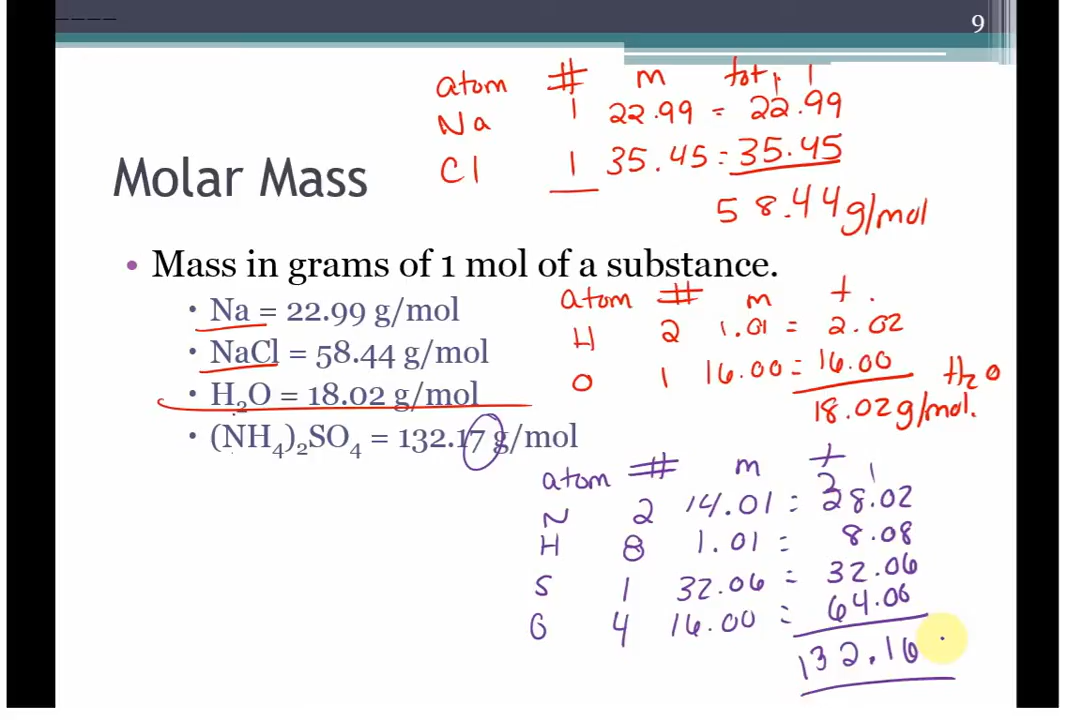 9
atom # m tot.
Na 1 22.99 = 22.99
Cl 1 35.45 = 35.45
58.44 g/mol
Molar Mass
• Mass in grams of 1 mol of a substance.
• Na = 22.99 g/mol
• NaCl = 58.44 g/mol
• H₂O = 18.02 g/mol
• (NH₄)₂SO₄ = 132.17 g/mol
atom # m t.
H 2 1.01 = 2.02
O 1 16.00 = 16.00 H₂O
18.02 g/mol.
atom # m t
N 2 14.01 = 28.02
H 8 1.01 = 8.08
S 1 32.06 = 32.06
O 4 16.00 = 64.00
132.16